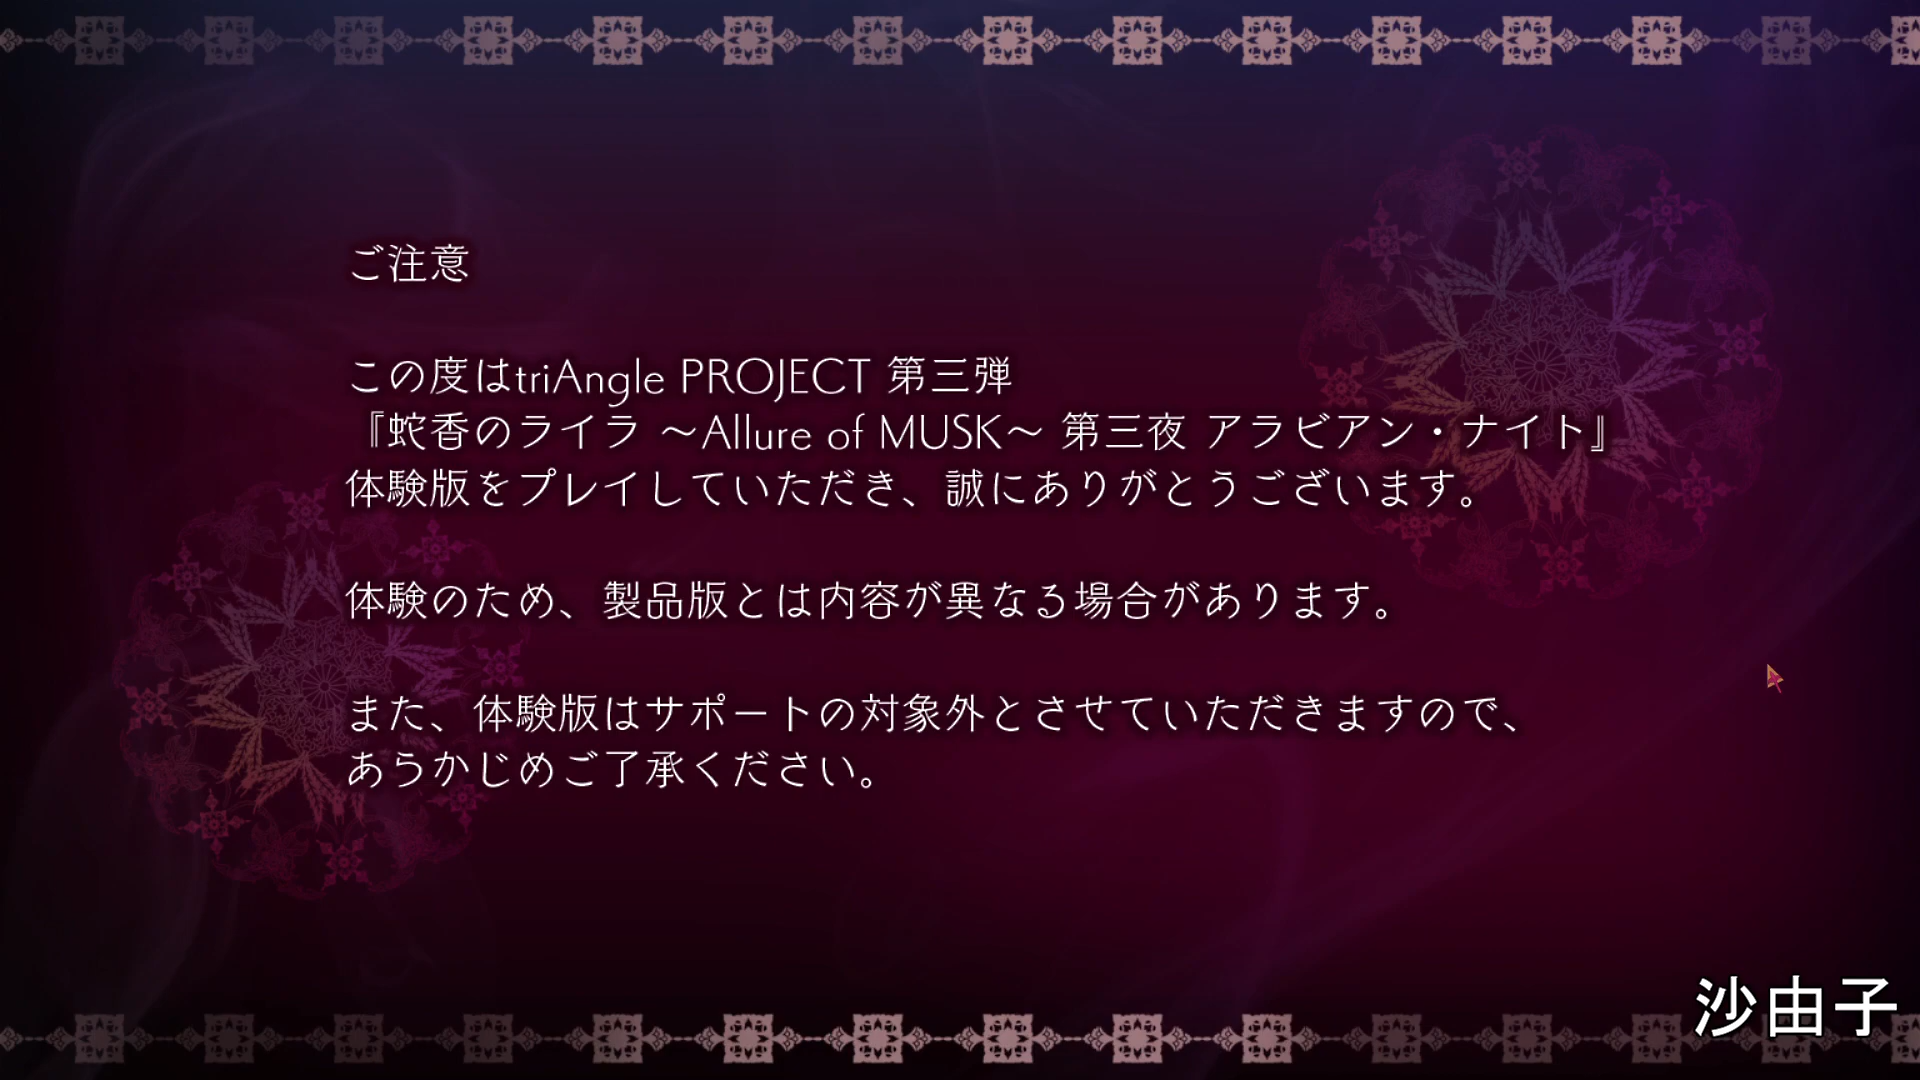 ご注意
この度はtriAngle PROJECT 第三弾
『蛇香のライラ ～Allure of MUSK～ 第三夜 アラビアン・ナイト』
体験版をプレイしていただき、誠にありがとうございます。
体験のため、製品版とは内容が異なる場合があります。
また、体験版はサポートの対象外とさせていただきますので、
あらかじめご了承ください。
沙由子